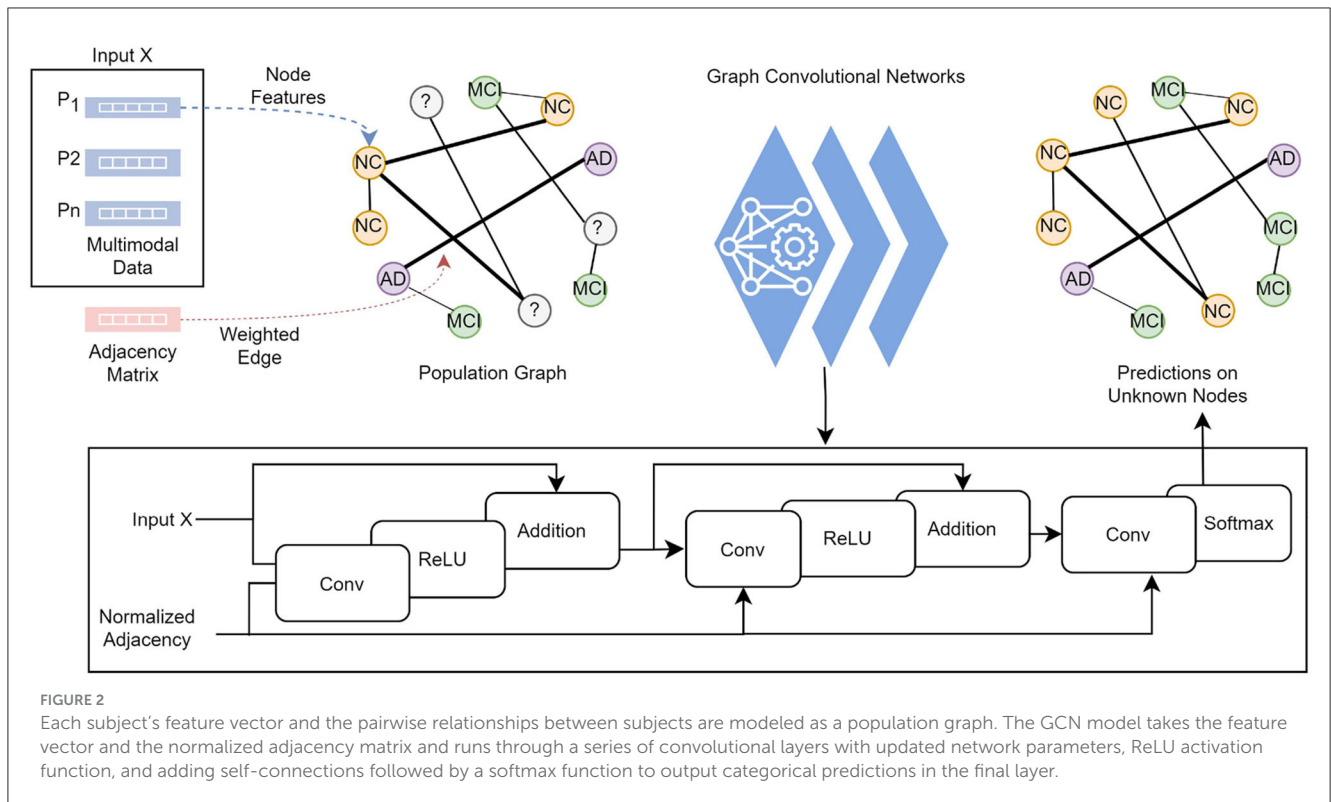 Input X
P1
P2
Pn
Multimodal
Data
Adjacency
Matrix
Node
Features
Weighted
Edge
?
MCI
NC
NC
AD
NC
?
AD
MCI
?
MCI
Population Graph
Graph Convolutional Networks
NC
MCI
NC
NC
AD
NC
MCI
AD
MCI
NC
MCI
Predictions on
Unknown Nodes
Input X
Normalized
Adjacency
Conv
ReLU
Addition
Conv
ReLU
Addition
Conv
Softmax
FIGURE 2
Each subject's feature vector and the pairwise relationships between subjects are modeled as a population graph. The GCN model takes the feature
vector and the normalized adjacency matrix and runs through a series of convolutional layers with updated network parameters, ReLU activation
function, and adding self-connections followed by a softmax function to output categorical predictions in the final layer.